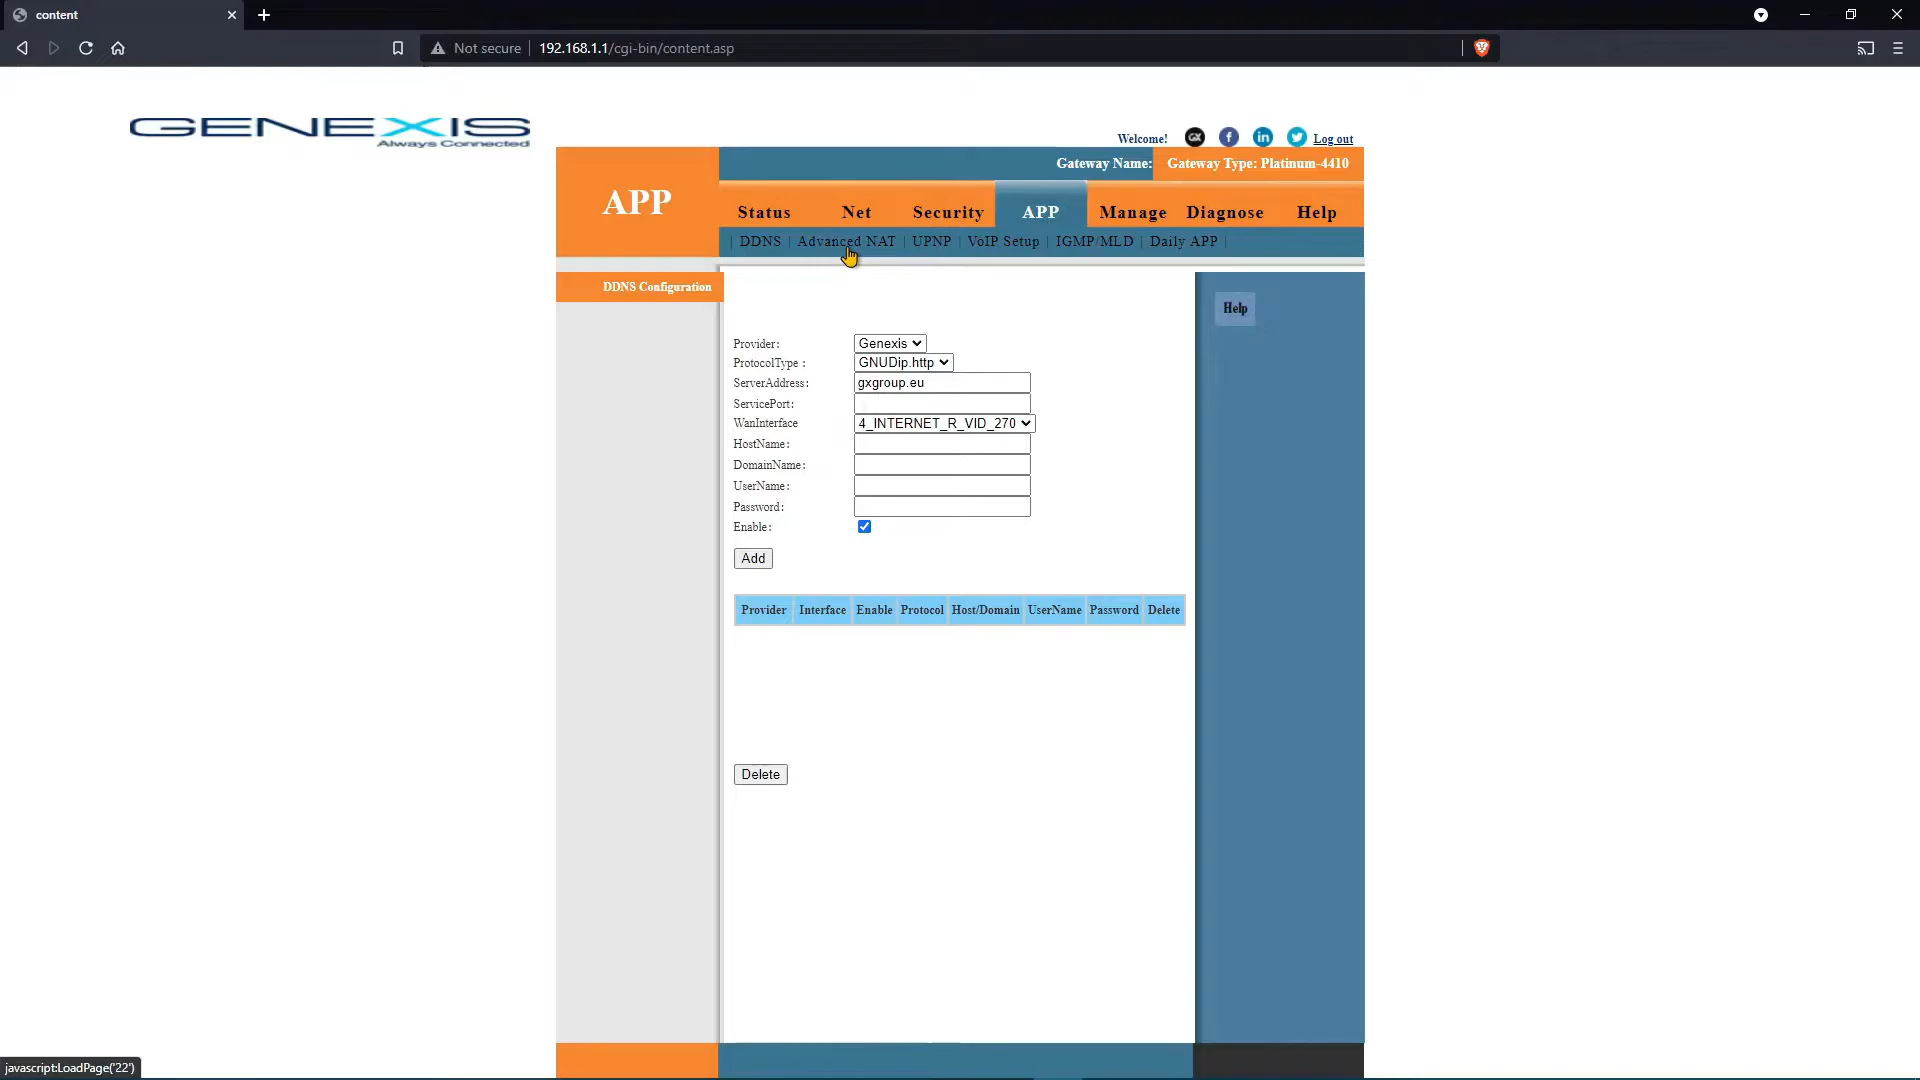 content
Not secure 192.168.1.1/cgi-bin/content.asp
GENEXIS
Always Connected
Welcome! GX f in Log out
Gateway Name: Gateway Type: Platinum-4410
APP
Status Net Security APP Manage Diagnose Help
| DDNS | Advanced NAT | UPNP | VoIP Setup | IGMP/MLD | Daily APP |
DDNS Configuration
Help
Provider: Genexis
ProtocolType : GNUDip.http
ServerAddress: gxgroup.eu
ServicePort:
WanInterface 4_INTERNET_R_VID_270
HostName:
DomainName:
UserName:
Password:
Enable:
Add
Provider Interface Enable Protocol Host/Domain UserName Password Delete
Delete
javascript:LoadPage('22')